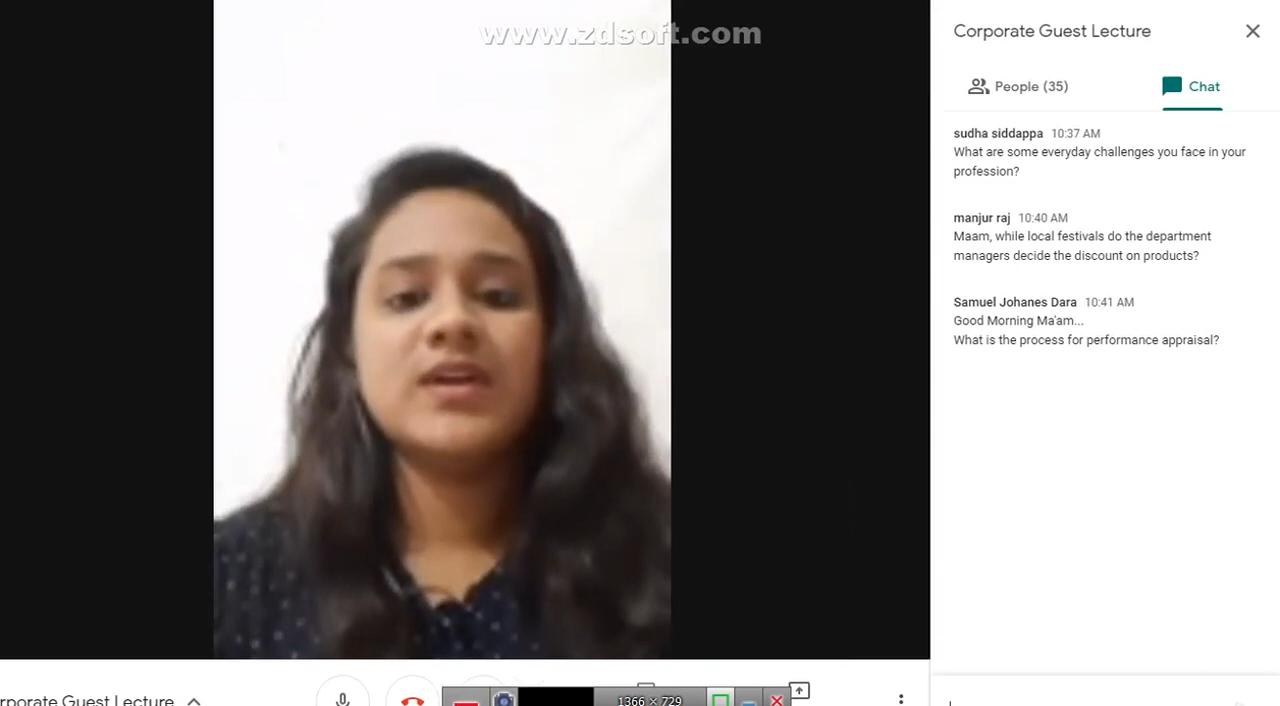 www.zdsoft.com
Corporate Guest Lecture
People (35)
Chat
sudha siddappa 10:37 AM
What are some everyday challenges you face in your
profession?
manjur raj 10:40 AM
Maam, while local festivals do the department
managers decide the discount on products?
Samuel Johanes Dara 10:41 AM
Good Morning Ma'am...
What is the process for performance appraisal?
rporate Guest Lecture
1366 × 729